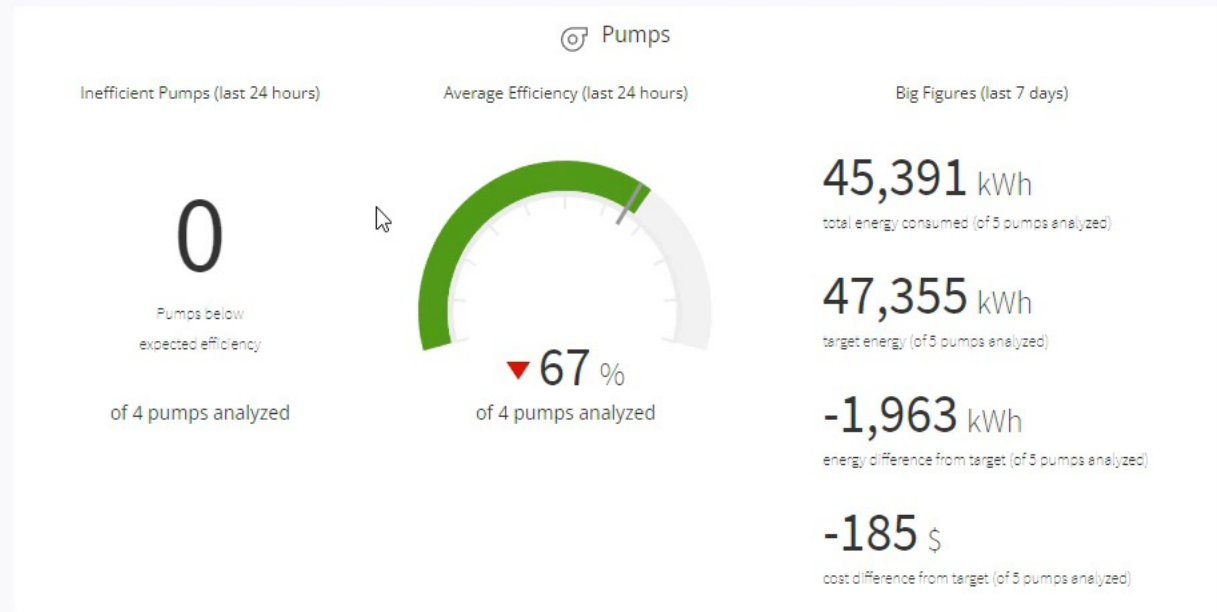 Pumps
Inefficient Pumps (last 24 hours)
0
Pumps below
expected efficiency
of 4 pumps analyzed
Average Efficiency (last 24 hours)
67 %
of 4 pumps analyzed
Big Figures (last 7 days)
45,391 kWh
total energy consumed (of 5 pumps analyzed)
47,355 kWh
target energy (of 5 pumps analyzed)
-1,963 kWh
energy difference from target (of 5 pumps analyzed)
-185 $
cost difference from target (of 5 pumps analyzed)